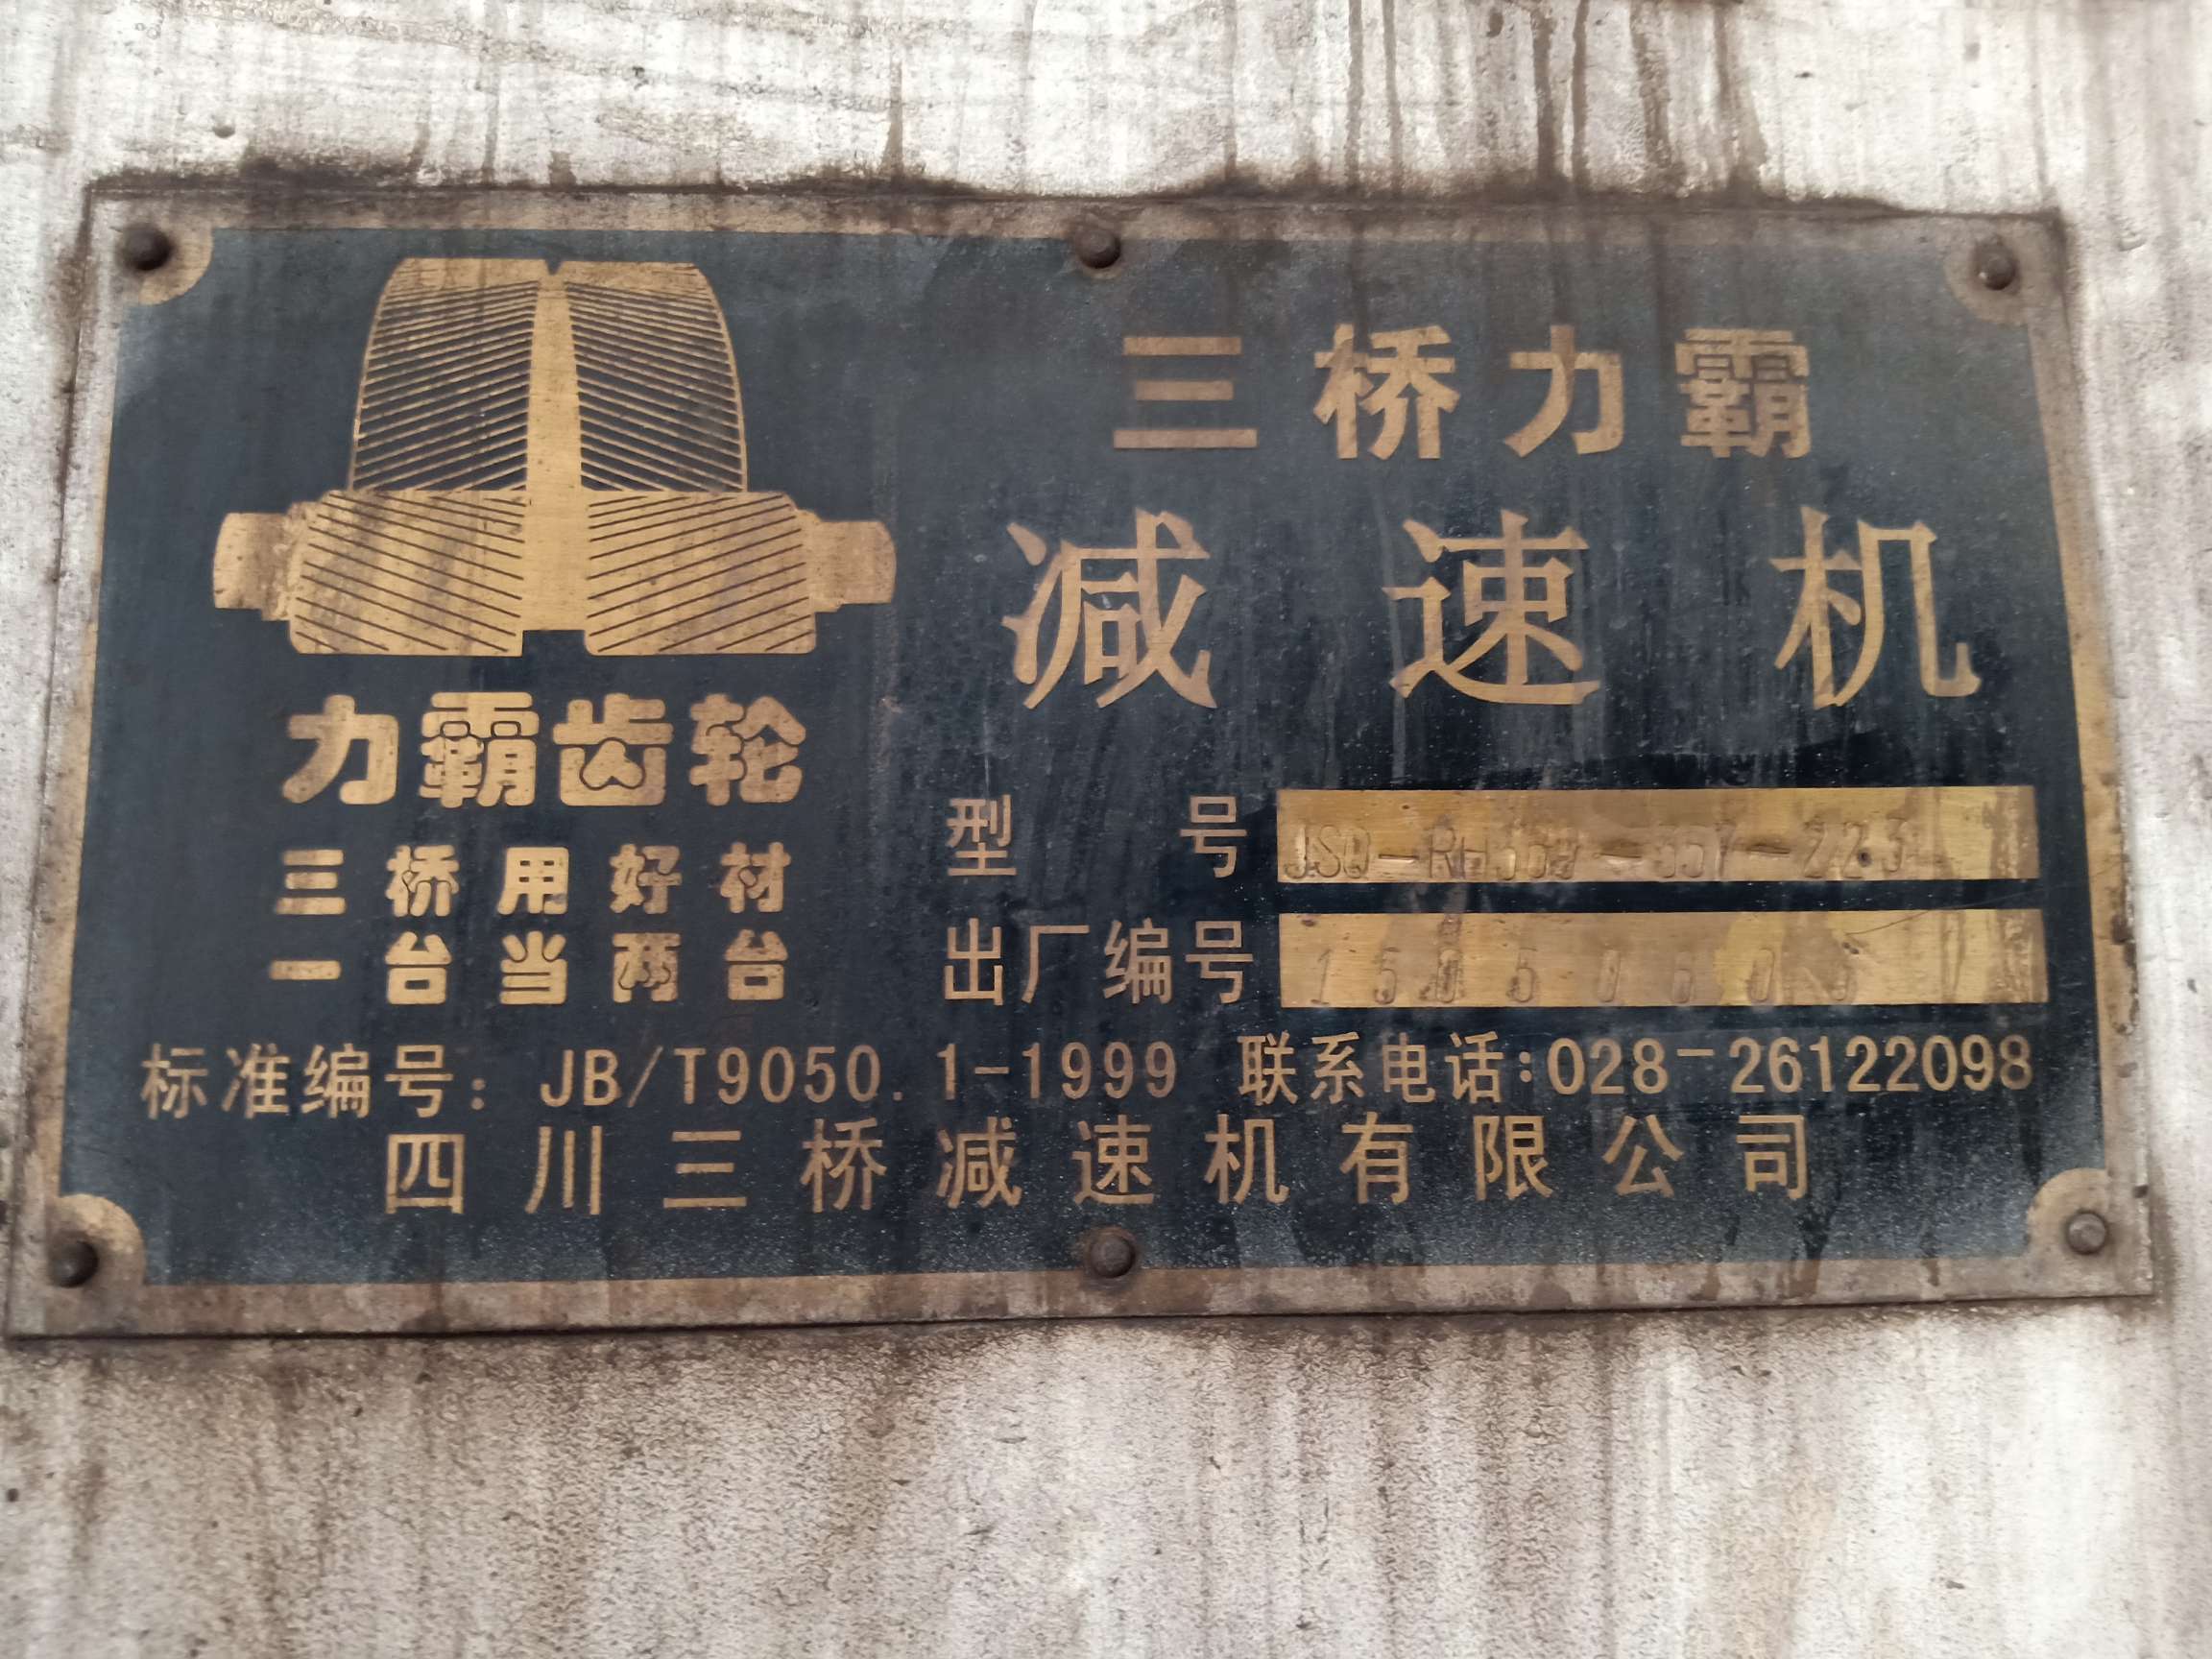 三桥力霸
减速机
力霸齿轮
三桥用好材
一台当两台
型号
出厂编号
标准编号：JB/T9050.1-1999 联系电话:028-26122098
四川三桥减速机有限公司